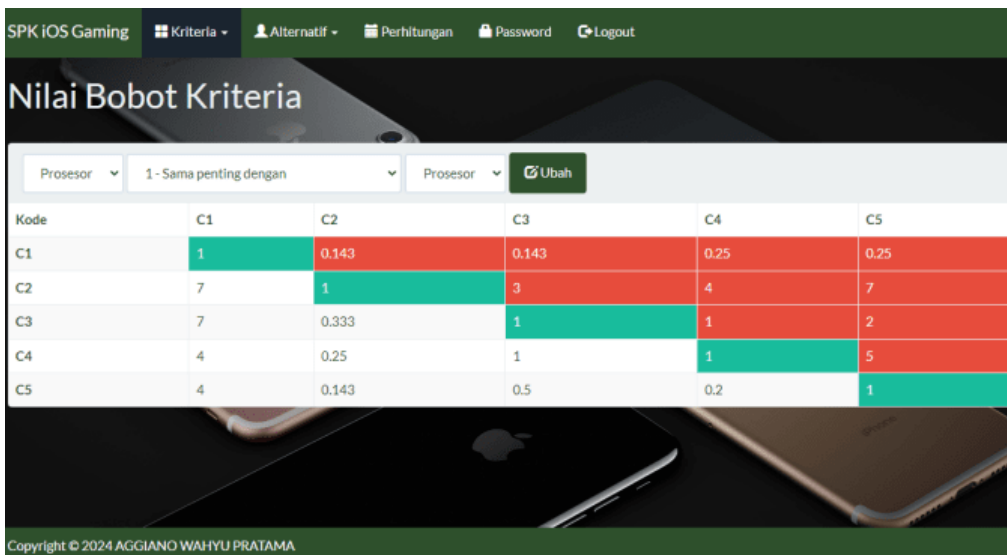 SPK iOS Gaming Kriteria Alternatif Perhitungan Password Logout
Nilai Bobot Kriteria
Prosesor 1 - Sama penting dengan Prosesor Ubah
Kode C1 C2 C3 C4 C5
C1 1 0.143 0.143 0.25 0.25
C2 7 1 3 4 7
C3 7 0.333 1 1 2
C4 4 0.25 1 1 5
C5 4 0.143 0.5 0.2 1
iPhone
Copyright © 2024 AGGIANO WAHYU PRATAMA